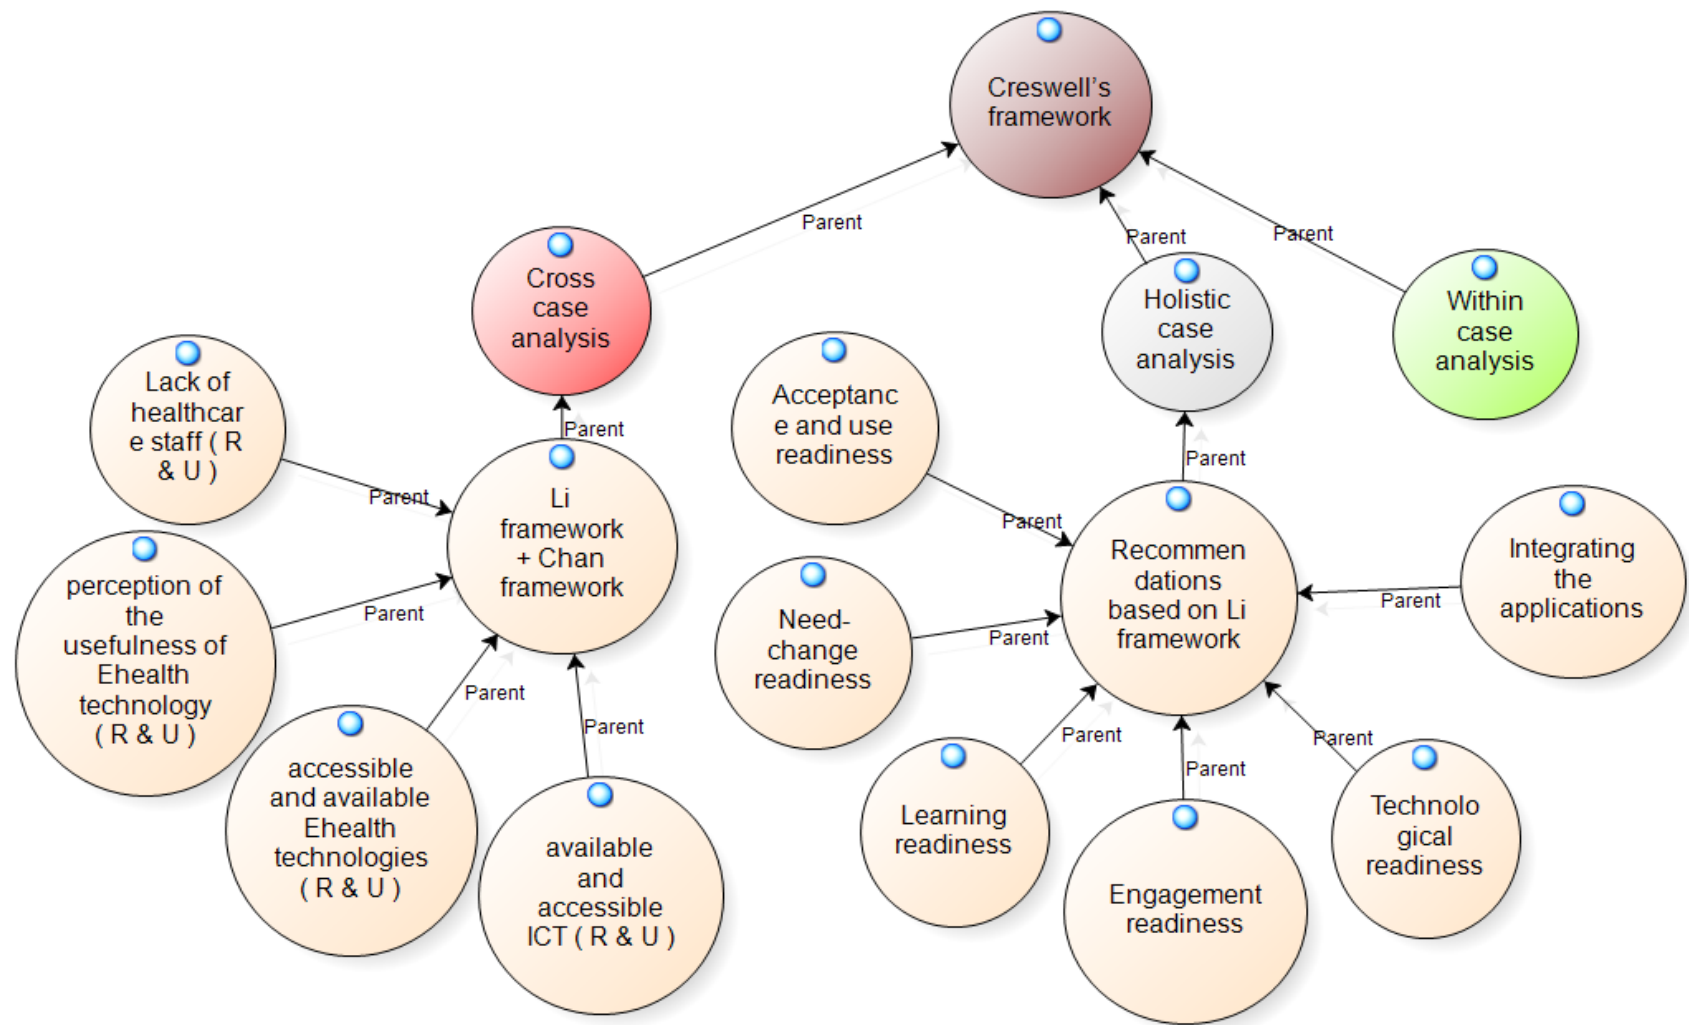 Creswell's
framework
Parent
Parent
Parent
Cross
case
analysis
Holistic
case
analysis
Within
case
analysis
Lack of
healthcar
e staff ( R
& U )
Parent
Acceptanc
e and use
readiness
Parent
Parent
Li
framework
+ Chan
framework
Parent
Recommen
dations
based on Li
framework
Integrating
the
applications
Parent
perception of
the
usefulness of
Ehealth
technology
( R & U )
Parent
Need-
change
readiness
Parent
Parent
Parent
Parent
Parent
Parent
accessible
and available
Ehealth
technologies
( R & U )
available
and
accessible
ICT ( R & U )
Learning
readiness
Parent
Engagement
readiness
Technolo
gical
readiness